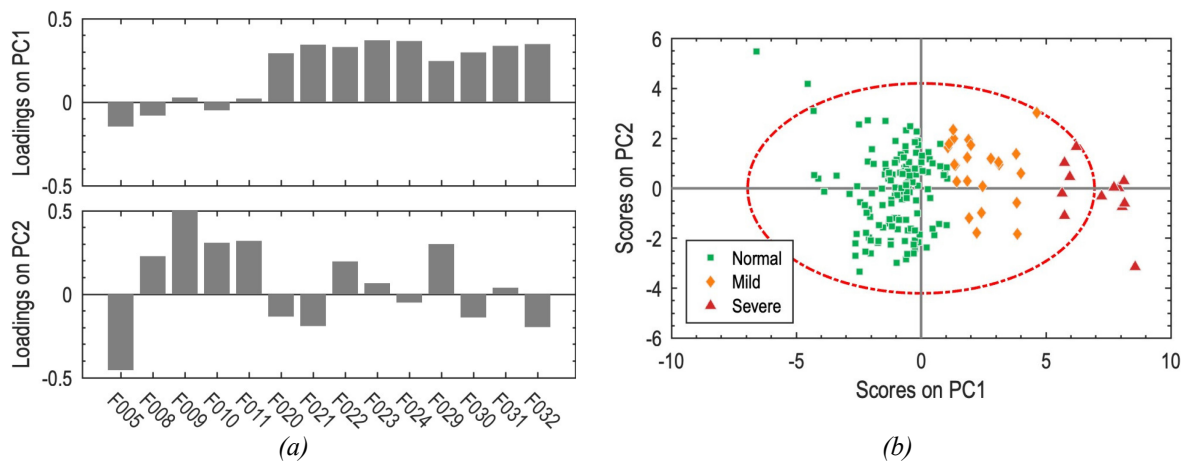 Loadings on PC1
0.5
0
-0.5
Loadings on PC2
0.5
0
-0.5
F005 F008 F009 F010 F011 F020 F021 F022 F023 F024 F029 F030 F031 F032
(a)
Scores on PC2
6
4
2
0
-2
-4
-6
Normal
Mild
Severe
-10 -5 0 5 10
Scores on PC1
(b)